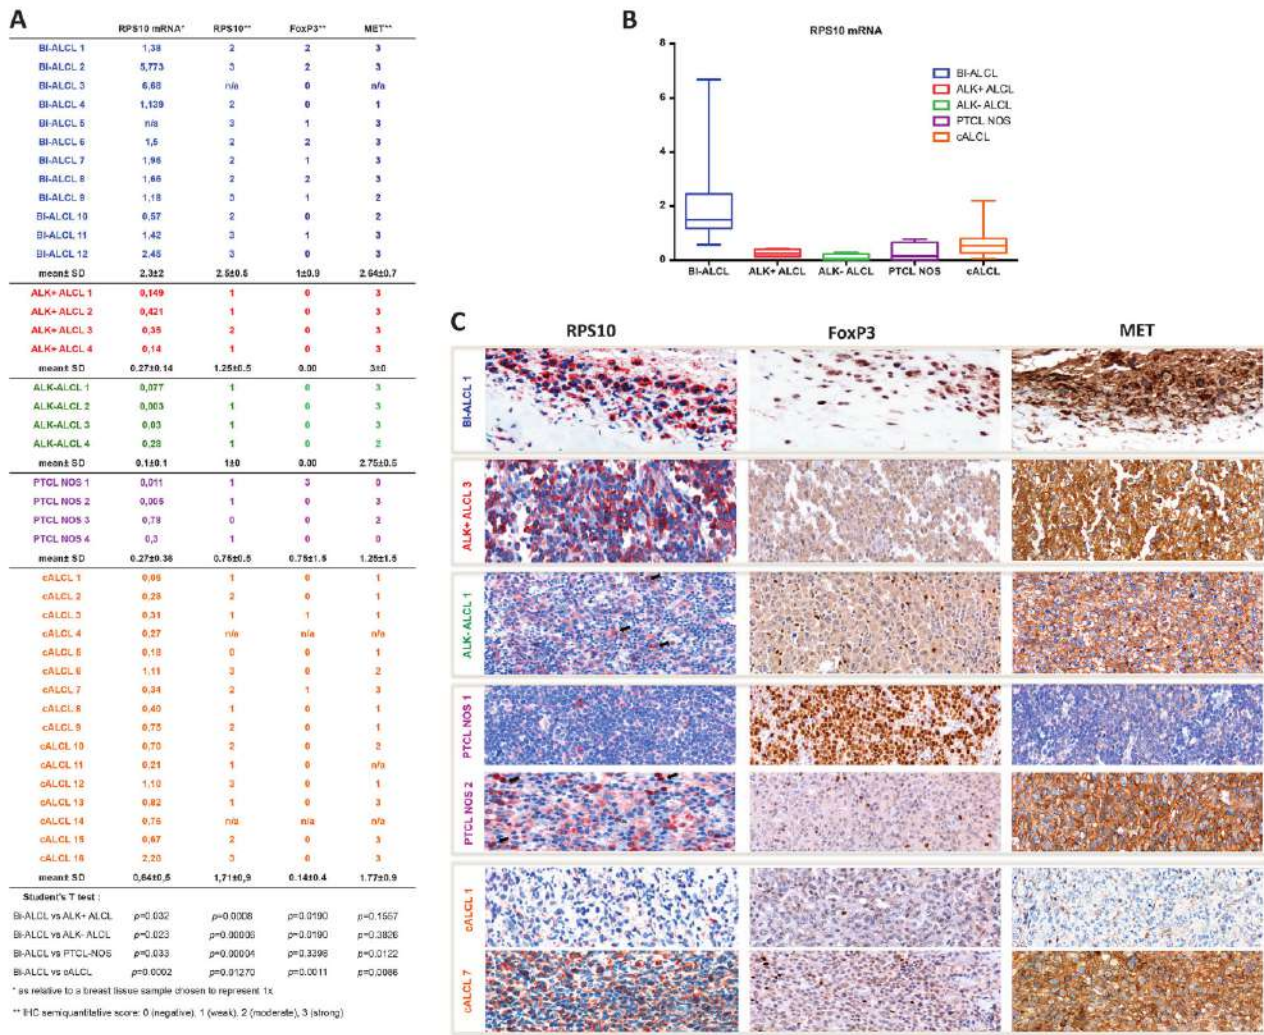 A
RPS10 mRNA* RPS10** FoxP3** MET**
BI-ALCL 1 1,38 2 2 3
BI-ALCL 2 5,773 3 2 3
BI-ALCL 3 6,68 n/a 0 n/a
BI-ALCL 4 1,139 2 0 1
BI-ALCL 5 n/a 3 1 3
BI-ALCL 6 1,5 2 2 3
BI-ALCL 7 1,96 2 1 3
BI-ALCL 8 1,66 2 2 3
BI-ALCL 9 1,18 3 1 2
BI-ALCL 10 0,57 2 0 2
BI-ALCL 11 1,42 3 1 3
BI-ALCL 12 2,45 3 0 3
mean± SD 2.3±2 2.5±0.5 1±0.9 2.64±0.7
ALK+ ALCL 1 0,149 1 0 3
ALK+ ALCL 2 0,421 1 0 3
ALK+ ALCL 3 0,35 2 0 3
ALK+ ALCL 4 0,14 1 0 3
mean± SD 0.27±0.14 1.25±0.5 0.00 3±0
ALK-ALCL 1 0,077 1 0 3
ALK-ALCL 2 0,003 1 0 3
ALK-ALCL 3 0,03 1 0 3
ALK-ALCL 4 0,28 1 0 2
mean± SD 0.1±0.1 1±0 0.00 2.75±0.5
PTCL NOS 1 0,011 1 3 0
PTCL NOS 2 0,005 1 0 3
PTCL NOS 3 0,78 0 0 2
PTCL NOS 4 0,3 1 0 0
mean± SD 0.27±0.36 0.75±0.5 0.75±1.5 1.25±1.5
cALCL 1 0,06 1 0 1
cALCL 2 0,28 2 0 1
cALCL 3 0,31 1 1 1
cALCL 4 0,27 n/a n/a n/a
cALCL 5 0,18 0 0 1
cALCL 6 1,11 3 0 2
cALCL 7 0,34 2 1 3
cALCL 8 0,40 1 0 1
cALCL 9 0,75 2 0 1
cALCL 10 0,70 2 0 2
cALCL 11 0,21 1 0 n/a
cALCL 12 1,10 3 0 1
cALCL 13 0,82 1 0 3
cALCL 14 0,76 n/a n/a n/a
cALCL 15 0,67 2 0 3
cALCL 16 2,20 3 0 3
mean± SD 0,64±0,5 1,71±0,9 0.14±0.4 1.77±0.9
Student's T test :
Bi-ALCL vs ALK+ ALCL p=0.032 p=0.0008 p=0.0190 p=0.1557
Bi-ALCL vs ALK- ALCL p=0.023 p=0.00006 p=0.0190 p=0.3826
Bi-ALCL vs PTCL-NOS p=0.033 p=0.00004 p=0.3398 p=0.0122
Bi-ALCL vs cALCL p=0.0002 p=0.01270 p=0.0011 p=0.0086
* as relative to a breast tissue sample chosen to represent 1x
** IHC semiquantitative score: 0 (negative), 1 (weak), 2 (moderate), 3 (strong)
B
RPS10 mRNA
8
6
4
2
0
BI-ALCL
ALK+ ALCL
ALK- ALCL
PTCL NOS
cALCL
BI-ALCL ALK+ ALCL ALK- ALCL PTCL NOS cALCL
C
RPS10 FoxP3 MET
BI-ALCL 1
ALK+ ALCL 3
ALK- ALCL 1
PTCL NOS 1
PTCL NOS 2
cALCL 1
cALCL 7